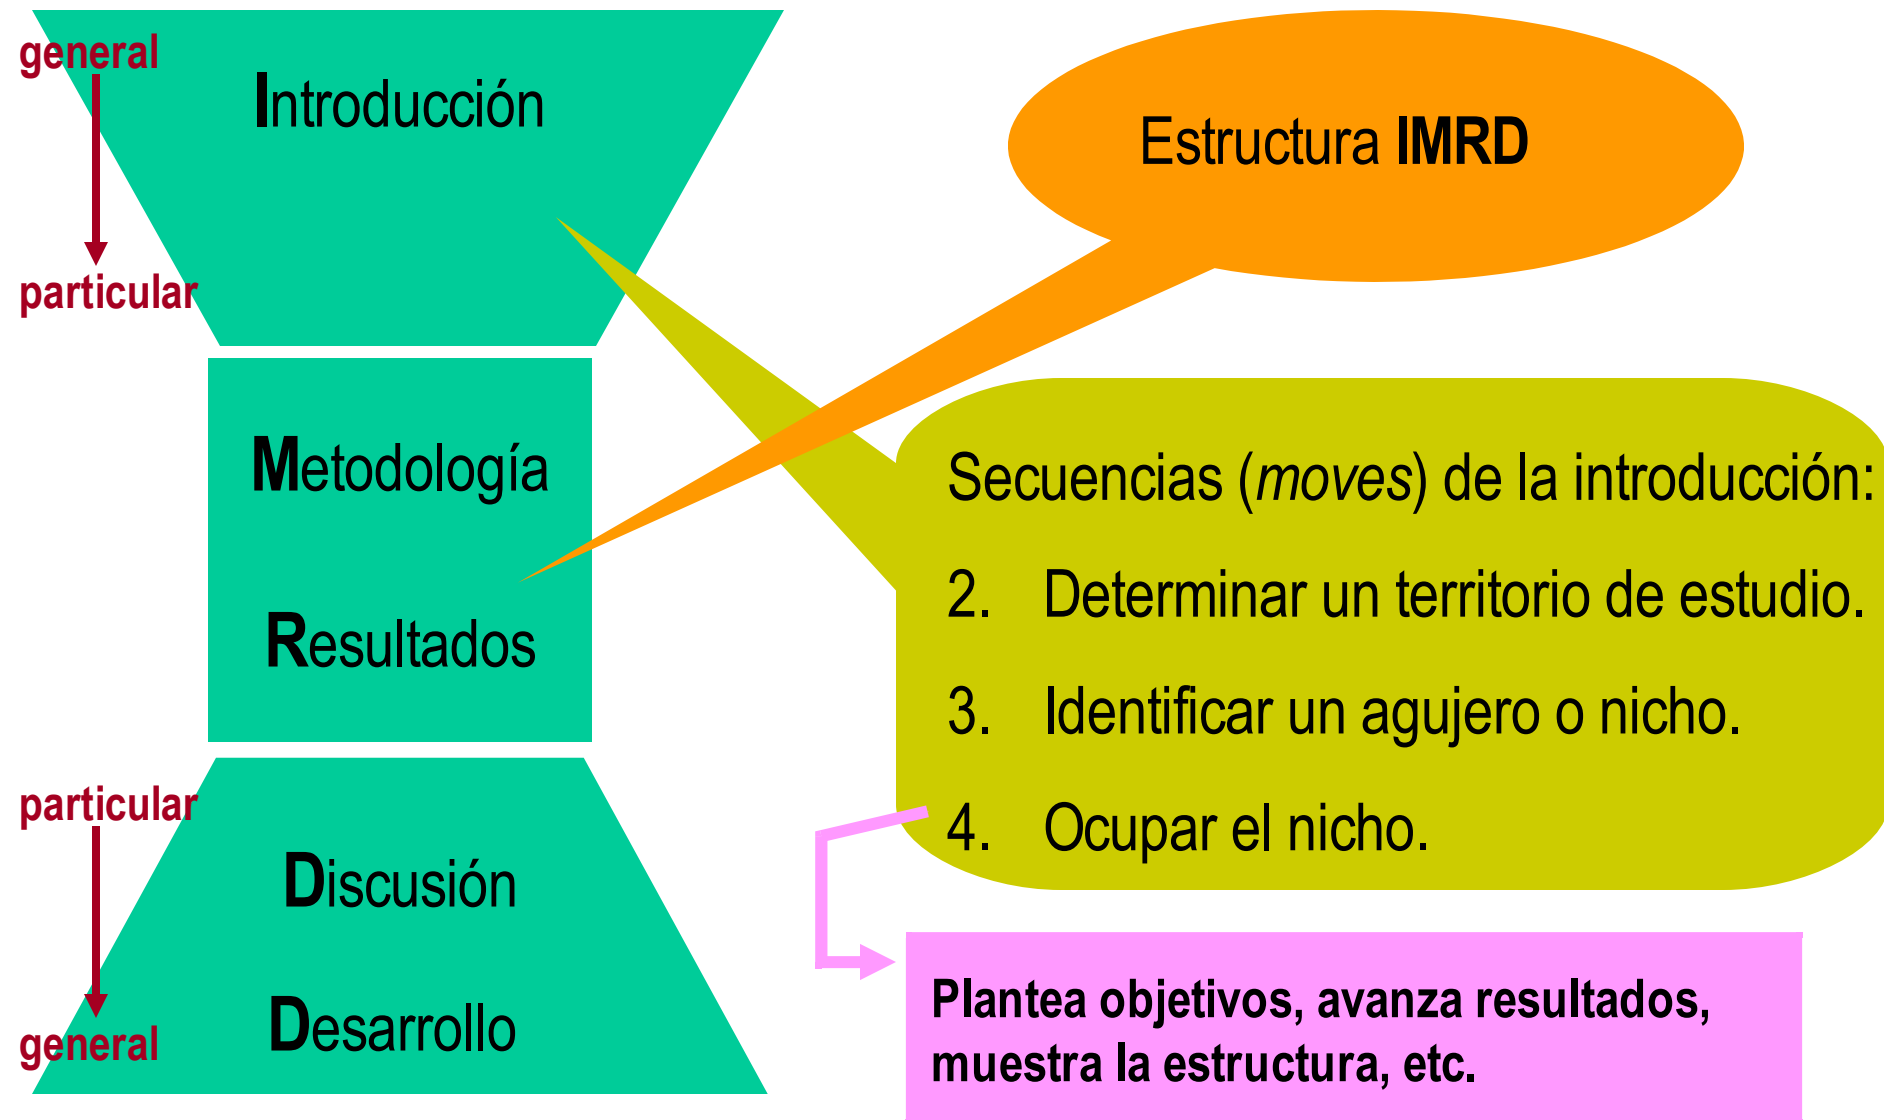 general
Introducción
particular
Metodología
Resultados
particular
Discusión
Desarrollo
general
Estructura IMRD
Secuencias (moves) de la introducción:
2. Determinar un territorio de estudio.
3. Identificar un agujero o nicho.
4. Ocupar el nicho.
Plantea objetivos, avanza resultados,
muestra la estructura, etc.